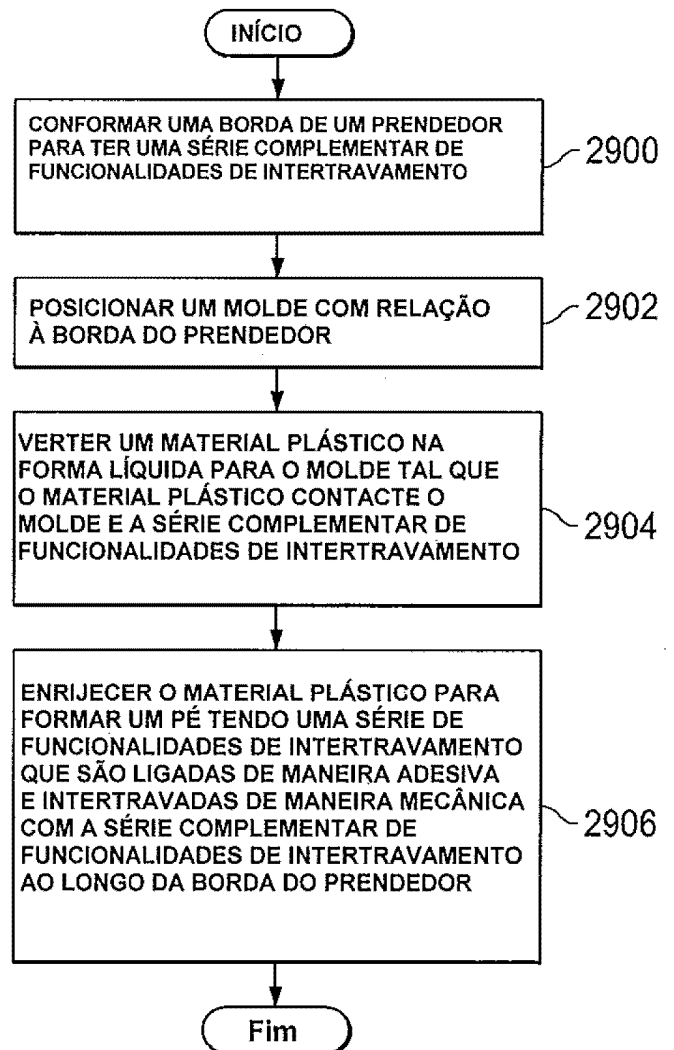 INÍCIO
CONFORMAR UMA BORDA DE UM PRENDEDOR
PARA TER UMA SÉRIE COMPLEMENTAR DE
FUNCIONALIDADES DE INTERTRAVAMENTO
2900
POSICIONAR UM MOLDE COM RELAÇÃO
À BORDA DO PRENDEDOR
2902
VERTER UM MATERIAL PLÁSTICO NA
FORMA LÍQUIDA PARA O MOLDE TAL QUE
O MATERIAL PLÁSTICO CONTACTE O
MOLDE E A SÉRIE COMPLEMENTAR DE
FUNCIONALIDADES DE INTERTRAVAMENTO
2904
ENRIJECER O MATERIAL PLÁSTICO PARA
FORMAR UM PÉ TENDO UMA SÉRIE DE
FUNCIONALIDADES DE INTERTRAVAMENTO
QUE SÃO LIGADAS DE MANEIRA ADESIVA
E INTERTRAVADAS DE MANEIRA MECÂNICA
COM A SÉRIE COMPLEMENTAR DE
FUNCIONALIDADES DE INTERTRAVAMENTO
AO LONGO DA BORDA DO PRENDEDOR
2906
Fim